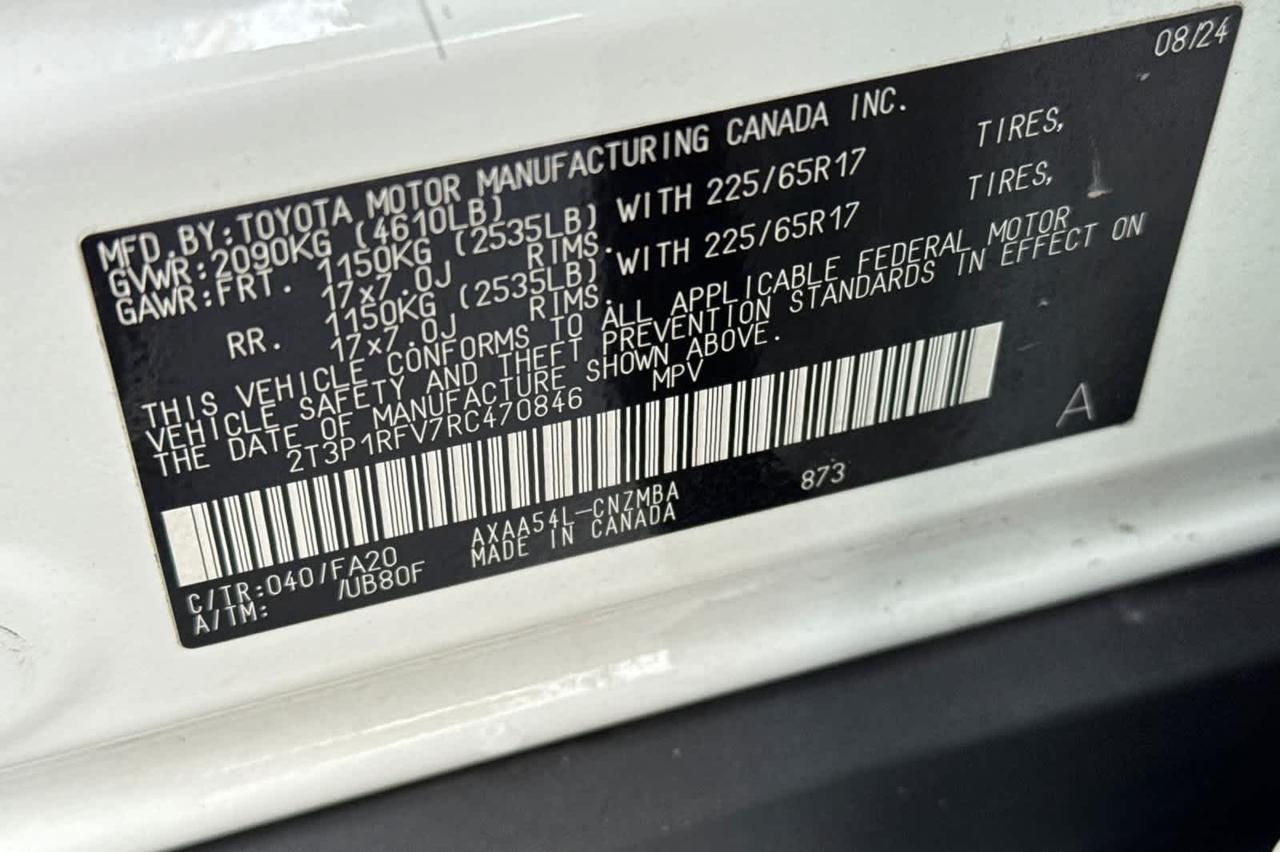 08/24
MFD.BY:TOYOTA MOTOR MANUFACTURING CANADA INC.
GVWR:2090KG (4610LB)
GAWR:FRT. 1150KG (2535LB) WITH 225/65R17 TIRES,
17x7.0J RIMS.
RR. 1150KG (2535LB) WITH 225/65R17 TIRES,
17x7.0J RIMS.
THIS VEHICLE CONFORMS TO ALL APPLICABLE FEDERAL MOTOR
VEHICLE SAFETY AND THEFT PREVENTION STANDARDS IN EFFECT ON
THE DATE OF MANUFACTURE SHOWN ABOVE.
2T3P1RFV7RC470846 MPV
A
C/TR:040/FA20 AXAA54L-CNZMBA 873
A/TM: /UB80F MADE IN CANADA